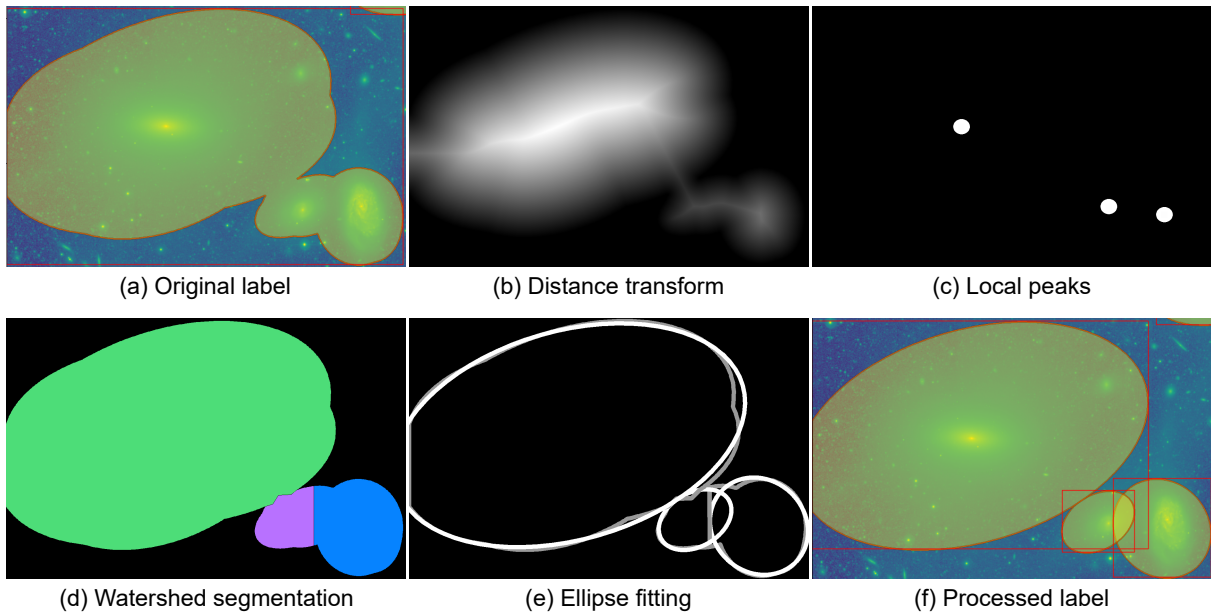 (a) Original label
(b) Distance transform
(c) Local peaks
(d) Watershed segmentation
(e) Ellipse fitting
(f) Processed label